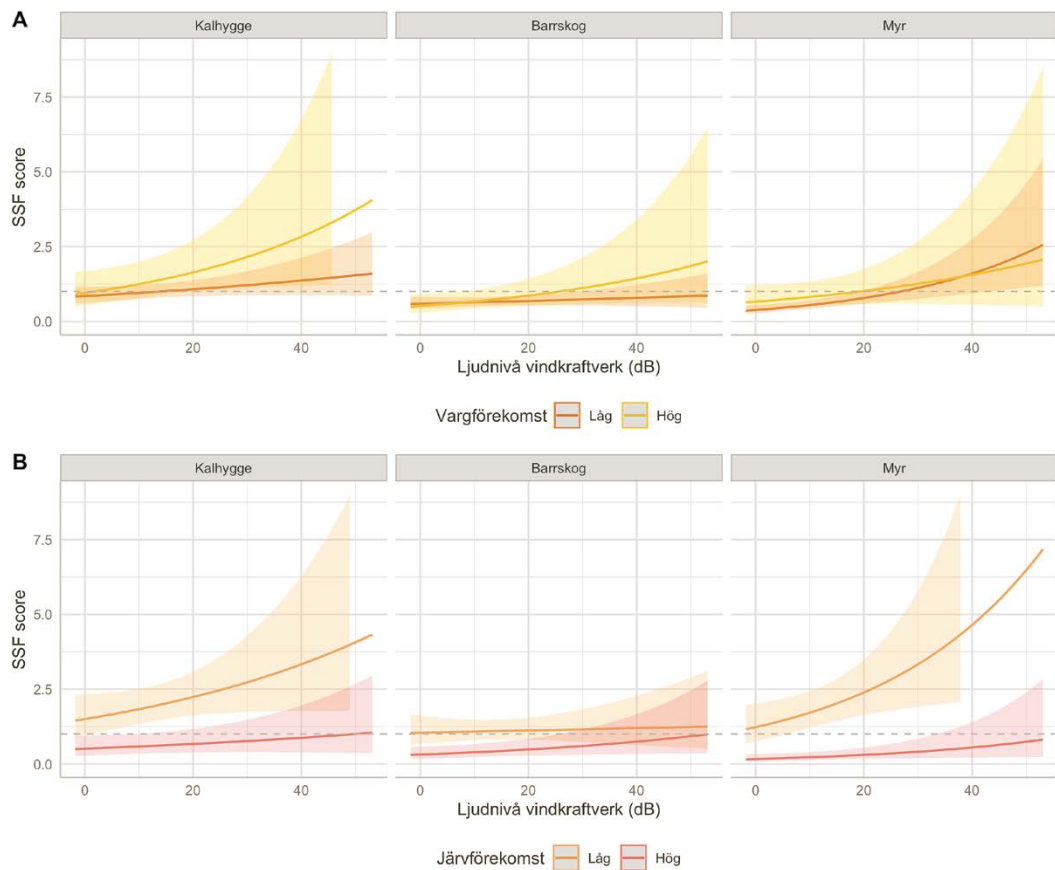 A
Kalhygge Barrskog Myr
7.5
5.0
2.5
0.0
SSF score
0 20 40 0 20 40 0 20 40
Ljudnivå vindkraftverk (dB)
Vargförekomst Låg Hög
B
Kalhygge Barrskog Myr
7.5
5.0
2.5
0.0
SSF score
0 20 40 0 20 40 0 20 40
Ljudnivå vindkraftverk (dB)
Järvförekomst Låg Hög